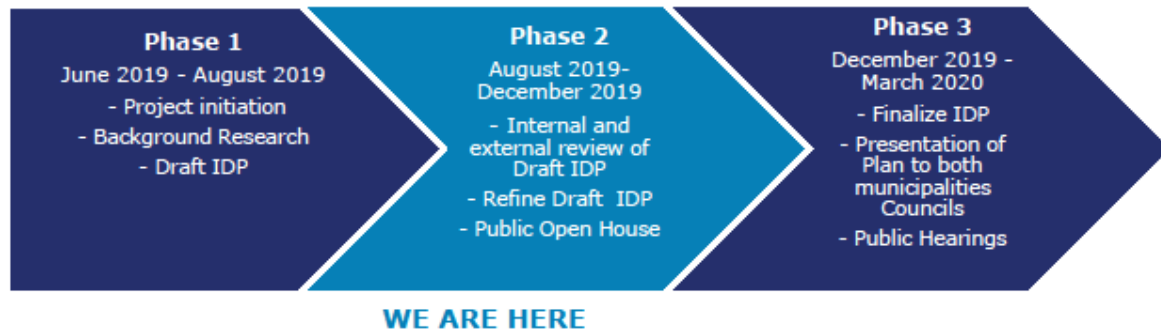 Phase 1
June 2019 - August 2019
- Project initiation
- Background Research
- Draft IDP
Phase 2
August 2019-
December 2019
- Internal and
external review of
Draft IDP
- Refine Draft  IDP
- Public Open House
Phase 3
December 2019 -
March 2020
- Finalize IDP
- Presentation of
Plan to both
municipalities
Councils
- Public Hearings
WE ARE HERE